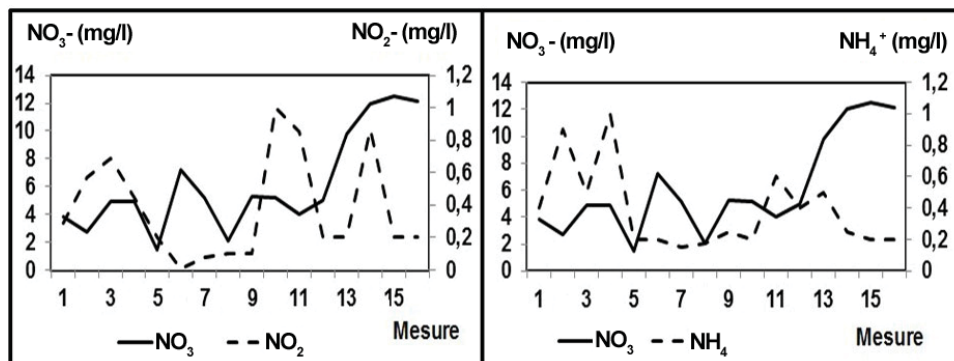 NO3- (mg/l) NO2- (mg/l)
14 1,2
12 1
10 0,8
8 0,6
6 0,4
4 0,2
2 0
0
1 3 5 7 9 11 13 15
Mesure
NO3 NO2
NO3- (mg/l) NH4+ (mg/l)
14 1,2
12 1
10 0,8
8 0,6
6 0,4
4 0,2
2 0
0
1 3 5 7 9 11 13 15
Mesure
NO3 NH4